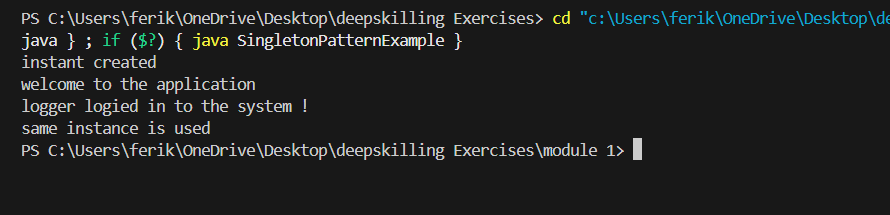 PS C:\Users\ferik\OneDrive\Desktop\deepskilling Exercises> cd "c:\Users\ferik\OneDrive\Desktop\de
java } ; if ($?) { java SingletonPatternExample }
instant created
welcome to the application
logger logied in to the system !
same instance is used
PS C:\Users\ferik\OneDrive\Desktop\deepskilling Exercises\module 1>